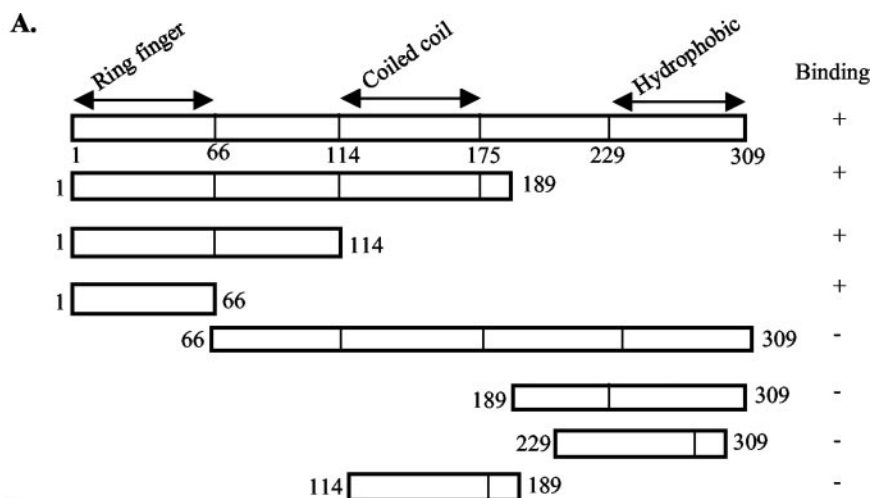 A.
Ring finger Coiled coil Hydrophobic Binding
+
1 66 114 175 229 309
1 189 +
1 114 +
1 66 +
66 309 -
189 309 -
229 309 -
114 189 -